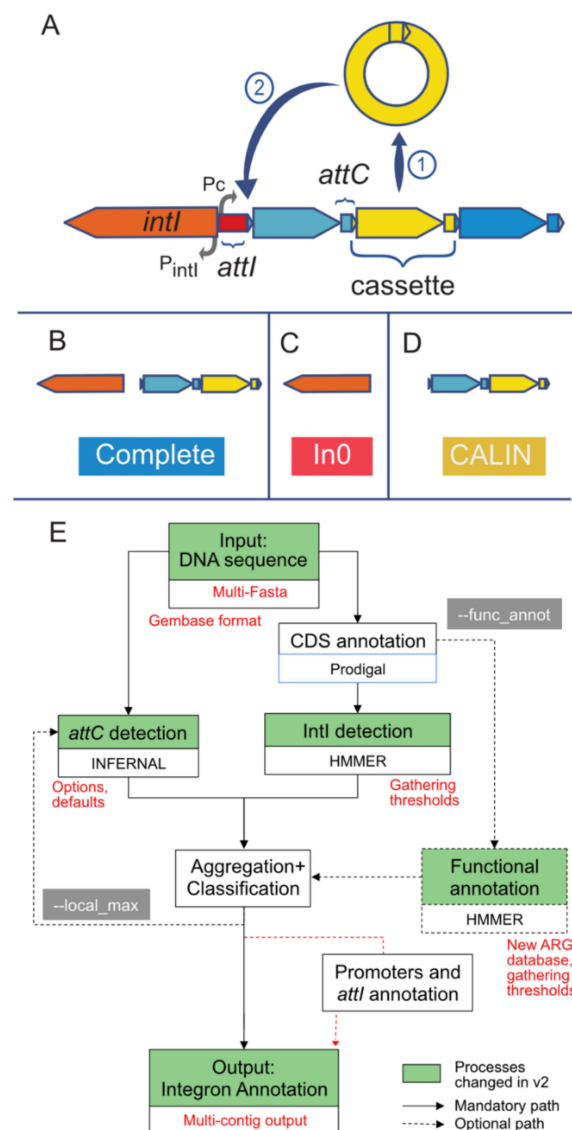 A
2
1
attC
Pc
intI
PintI
attI
cassette
B
C
D
Complete
In0
CALIN
E
Input:
DNA sequence
Multi-Fasta
Gembase format
--func_annot
CDS annotation
Prodigal
attC detection
INFERNAL
Options,
defaults
IntI detection
HMMER
Gathering
thresholds
Aggregation+
Classification
--local_max
Functional
annotation
HMMER
New ARG
database,
gathering
thresholds
Promoters and
attI annotation
Output:
Integron Annotation
Multi-contig output
Processes
changed in v2
Mandatory path
Optional path